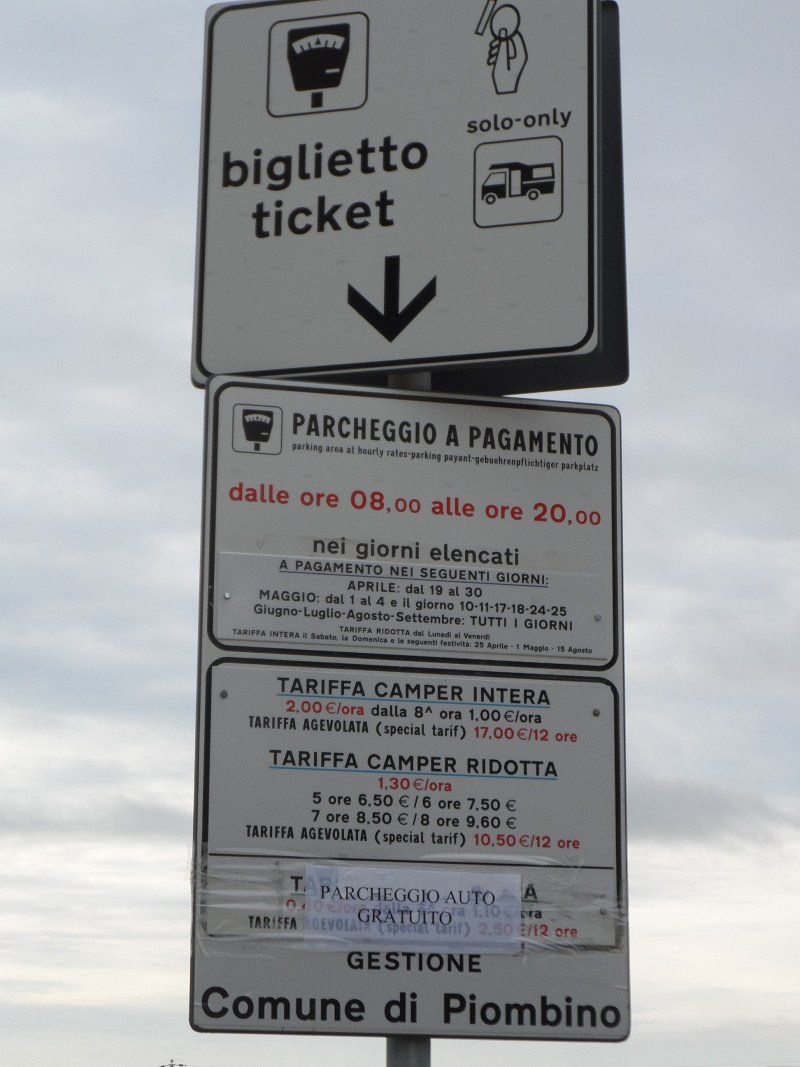 solo-only
biglietto
ticket
PARCHEGGIO A PAGAMENTO
parking area at hourly rates-parking payant-gebuehrenpflichtiger parkplatz
dalle ore 08,00 alle ore 20,00
nei giorni elencati
A PAGAMENTO NEI SEGUENTI GIORNI:
APRILE: dal 19 al 30
MAGGIO: dal 1 al 4 e il giorno 10-11-17-18-24-25
Giugno-Luglio-Agosto-Settembre: TUTTI I GIORNI
TARIFFA RIDOTTA dal Lunedì al Venerdì
TARIFFA INTERA il Sabato, la Domenica e le seguenti festività: 25 Aprile - 1 Maggio - 15 Agosto
TARIFFA CAMPER INTERA
2,00 €/ora dalla 8^ ora 1,00 €/ora
TARIFFA AGEVOLATA (special tarif) 17,00 €/12 ore
TARIFFA CAMPER RIDOTTA
1,30 €/ora
5 ore 6,50 € / 6 ore 7,50 €
7 ore 8,50 € / 8 ore 9,60 €
TARIFFA AGEVOLATA (special tarif) 10,50 €/12 ore
PARCHEGGIO AUTO
GRATUITO
TARIFFA AGEVOLATA (special tarif) 2,50 €/12 ore
GESTIONE
Comune di Piombino